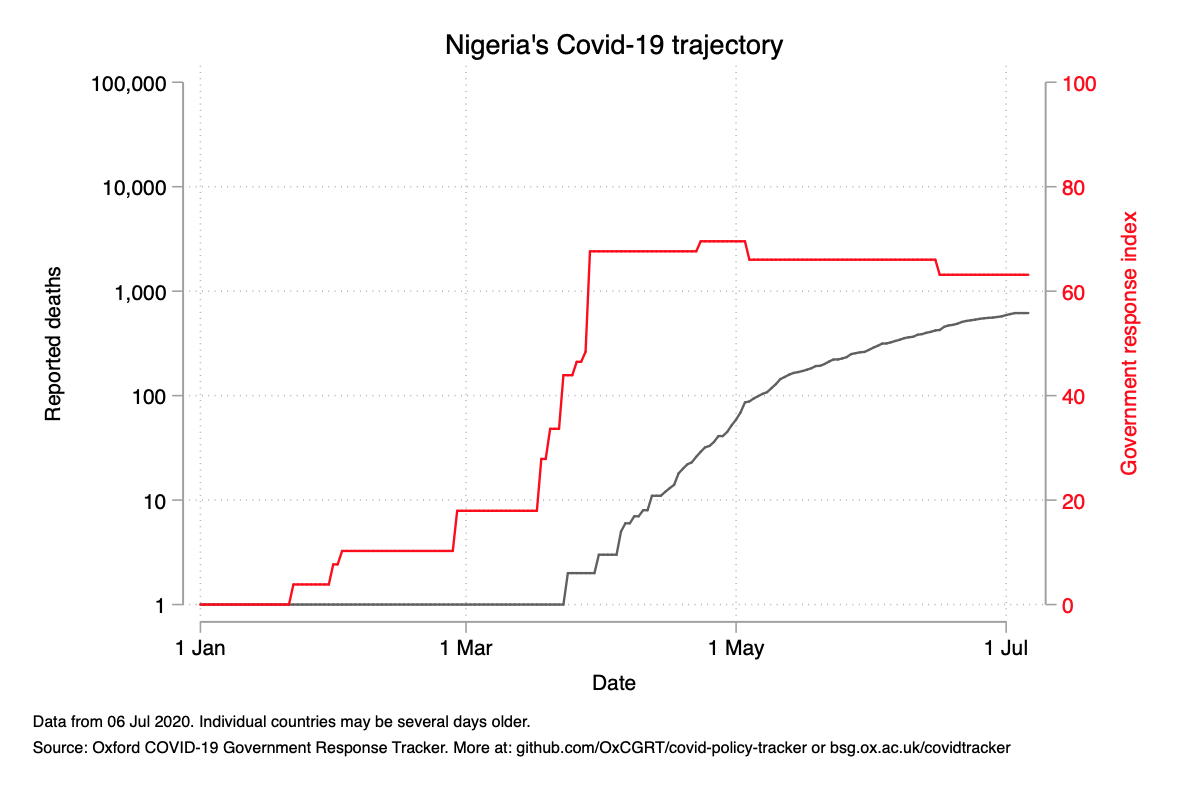 Nigeria's Covid-19 trajectory
100,000
10,000
1,000
100
10
1
Reported deaths
100
80
60
40
20
0
Government response index
1 Jan
1 Mar
1 May
1 Jul
Date
Data from 06 Jul 2020. Individual countries may be several days older.
Source: Oxford COVID-19 Government Response Tracker. More at: github.com/OxCGRT/covid-policy-tracker or bsg.ox.ac.uk/covidtracker